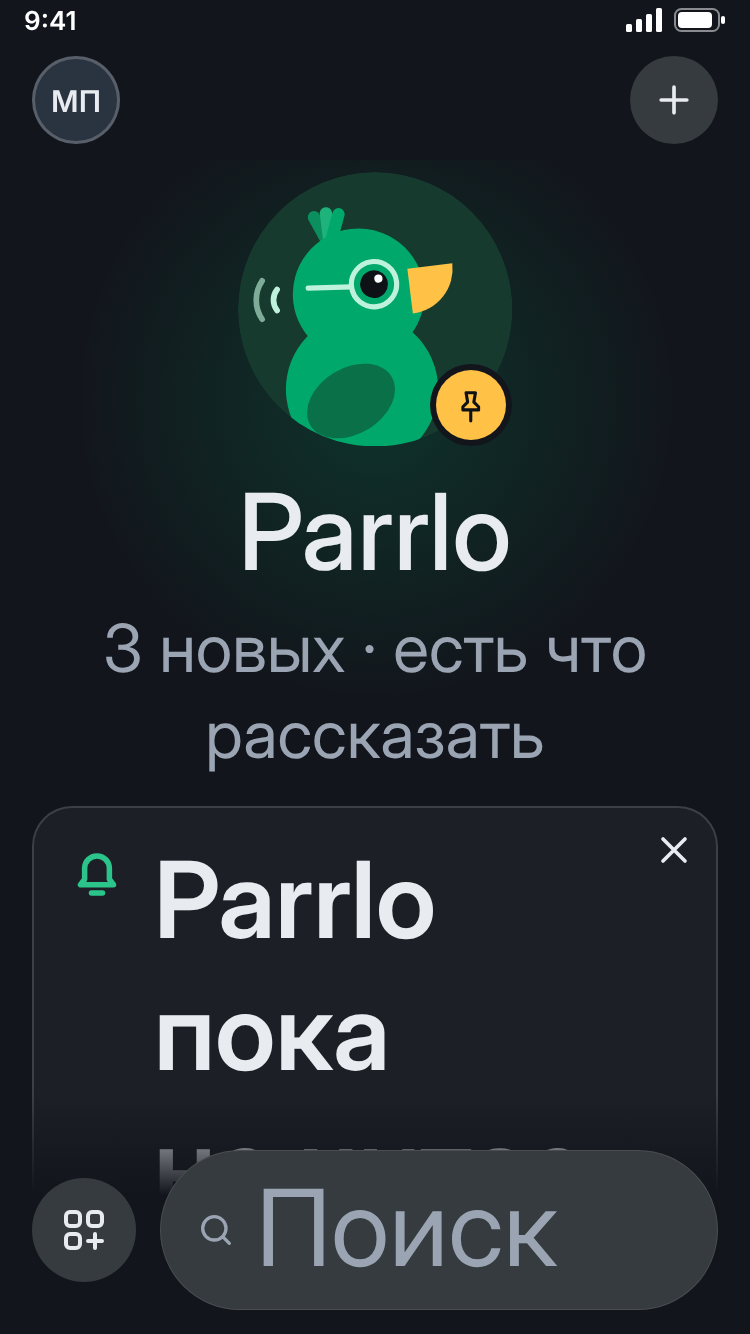 9:41
МП
Parrlo
3 новых · есть что
рассказать
Parrlo
пока
Поиск